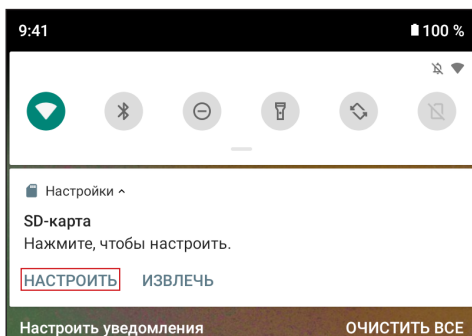 9:41 100 %
Настройки
SD-карта
Нажмите, чтобы настроить.
НАСТРОИТЬ ИЗВЛЕЧЬ
Настроить уведомления ОЧИСТИТЬ ВСЕ